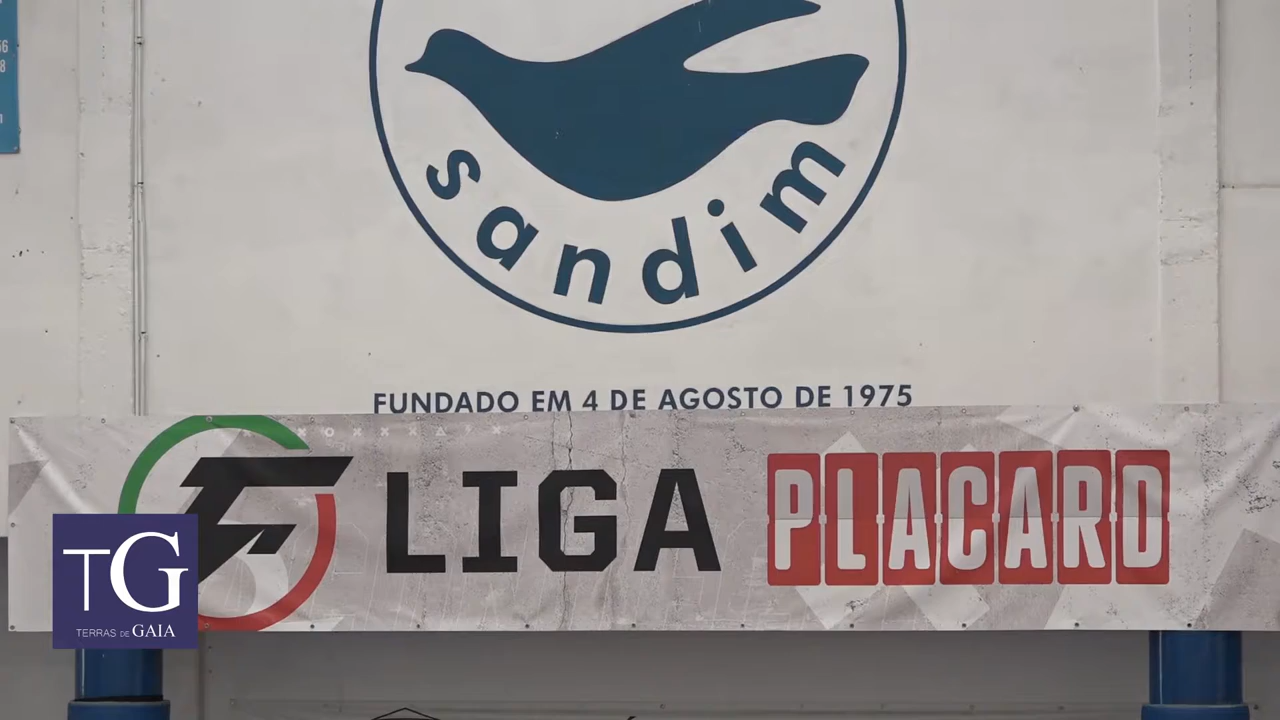 sandim
FUNDADO EM 4 DE AGOSTO DE 1975
LIGA PLACARD
TG
TERRAS DE GAIA